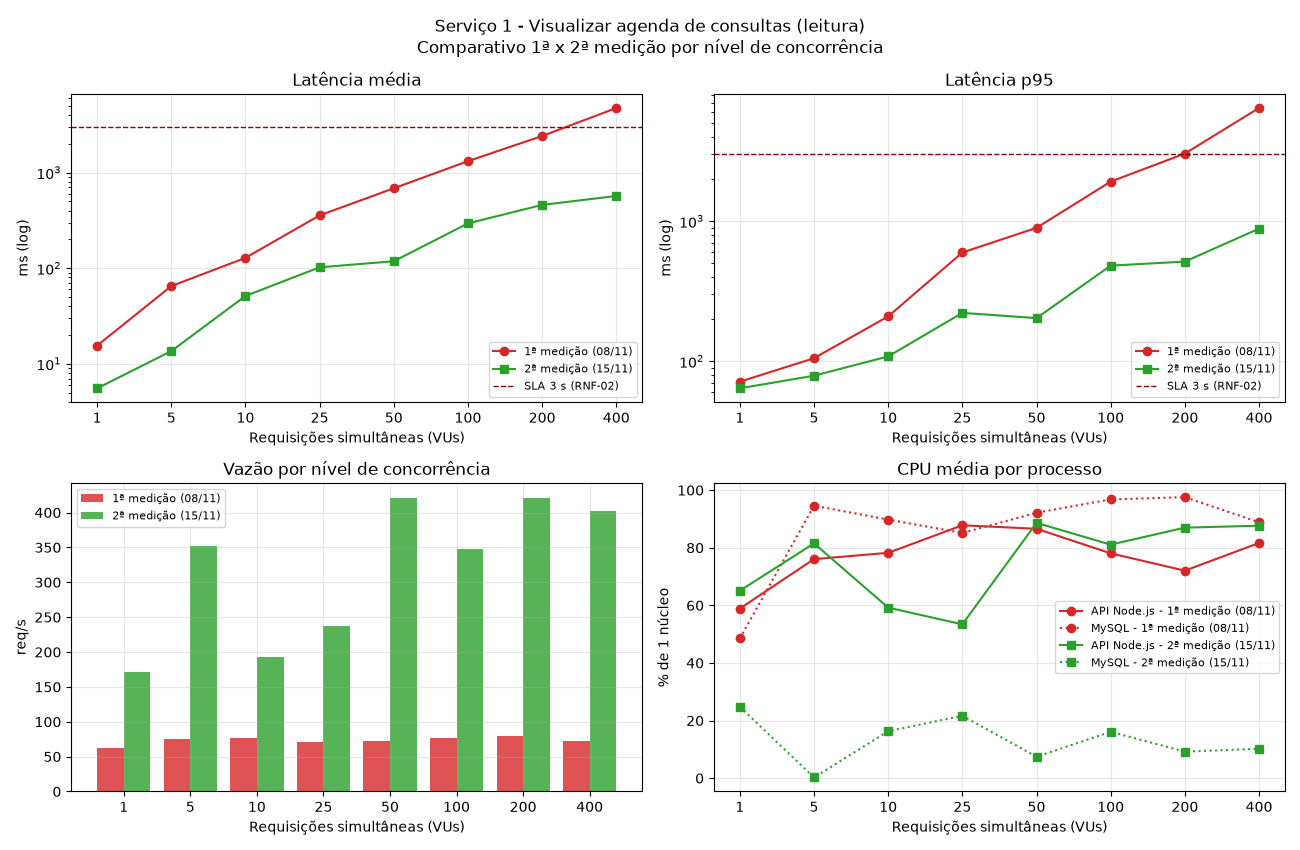 Serviço 1 - Visualizar agenda de consultas (leitura)
Comparativo 1ª x 2ª medição por nível de concorrência
Latência média
ms (log)
10³
10²
10¹
1 5 10 25 50 100 200 400
Requisições simultâneas (VUs)
1ª medição (08/11)
2ª medição (15/11)
SLA 3 s (RNF-02)
Latência p95
ms (log)
10³
10²
1 5 10 25 50 100 200 400
Requisições simultâneas (VUs)
1ª medição (08/11)
2ª medição (15/11)
SLA 3 s (RNF-02)
Vazão por nível de concorrência
req/s
400
350
300
250
200
150
100
50
0
1 5 10 25 50 100 200 400
Requisições simultâneas (VUs)
1ª medição (08/11)
2ª medição (15/11)
CPU média por processo
% de 1 núcleo
100
80
60
40
20
0
1 5 10 25 50 100 200 400
Requisições simultâneas (VUs)
API Node.js - 1ª medição (08/11)
MySQL - 1ª medição (08/11)
API Node.js - 2ª medição (15/11)
MySQL - 2ª medição (15/11)